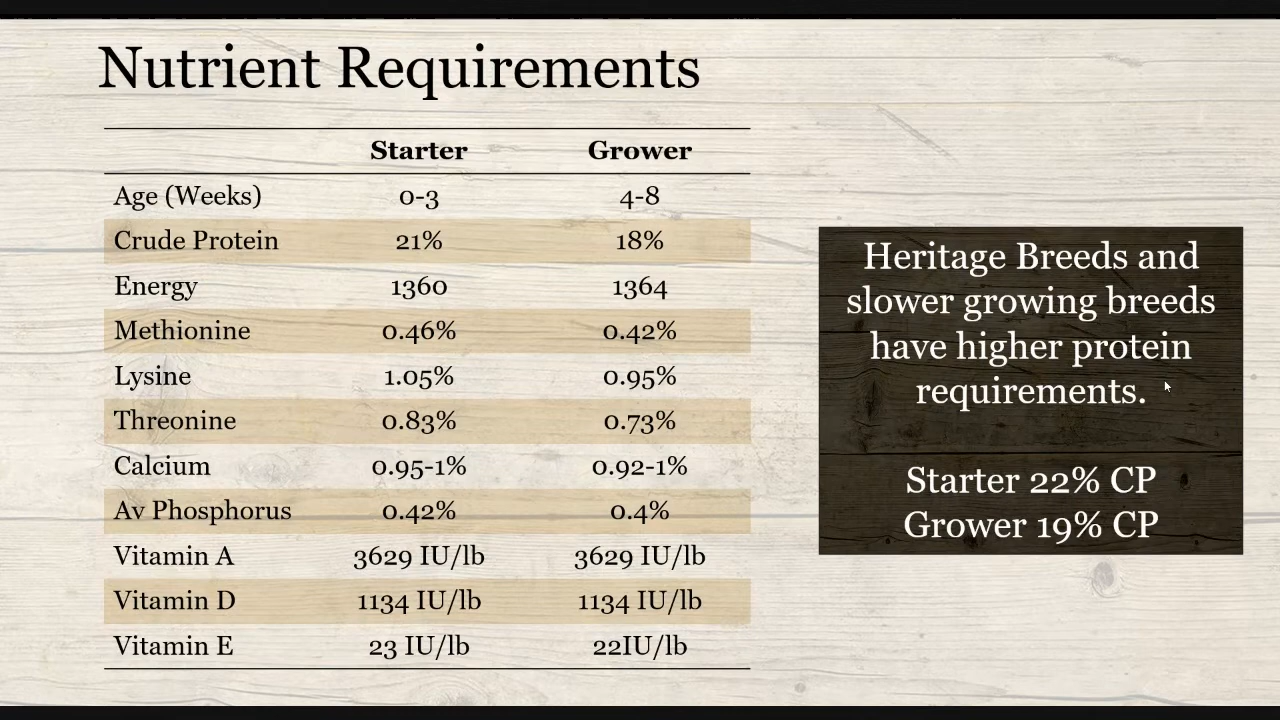 Nutrient Requirements
Starter Grower
Age (Weeks) 0-3 4-8
Crude Protein 21% 18%
Energy 1360 1364
Methionine 0.46% 0.42%
Lysine 1.05% 0.95%
Threonine 0.83% 0.73%
Calcium 0.95-1% 0.92-1%
Av Phosphorus 0.42% 0.4%
Vitamin A 3629 IU/lb 3629 IU/lb
Vitamin D 1134 IU/lb 1134 IU/lb
Vitamin E 23 IU/lb 22IU/lb
Heritage Breeds and
slower growing breeds
have higher protein
requirements.
Starter 22% CP
Grower 19% CP